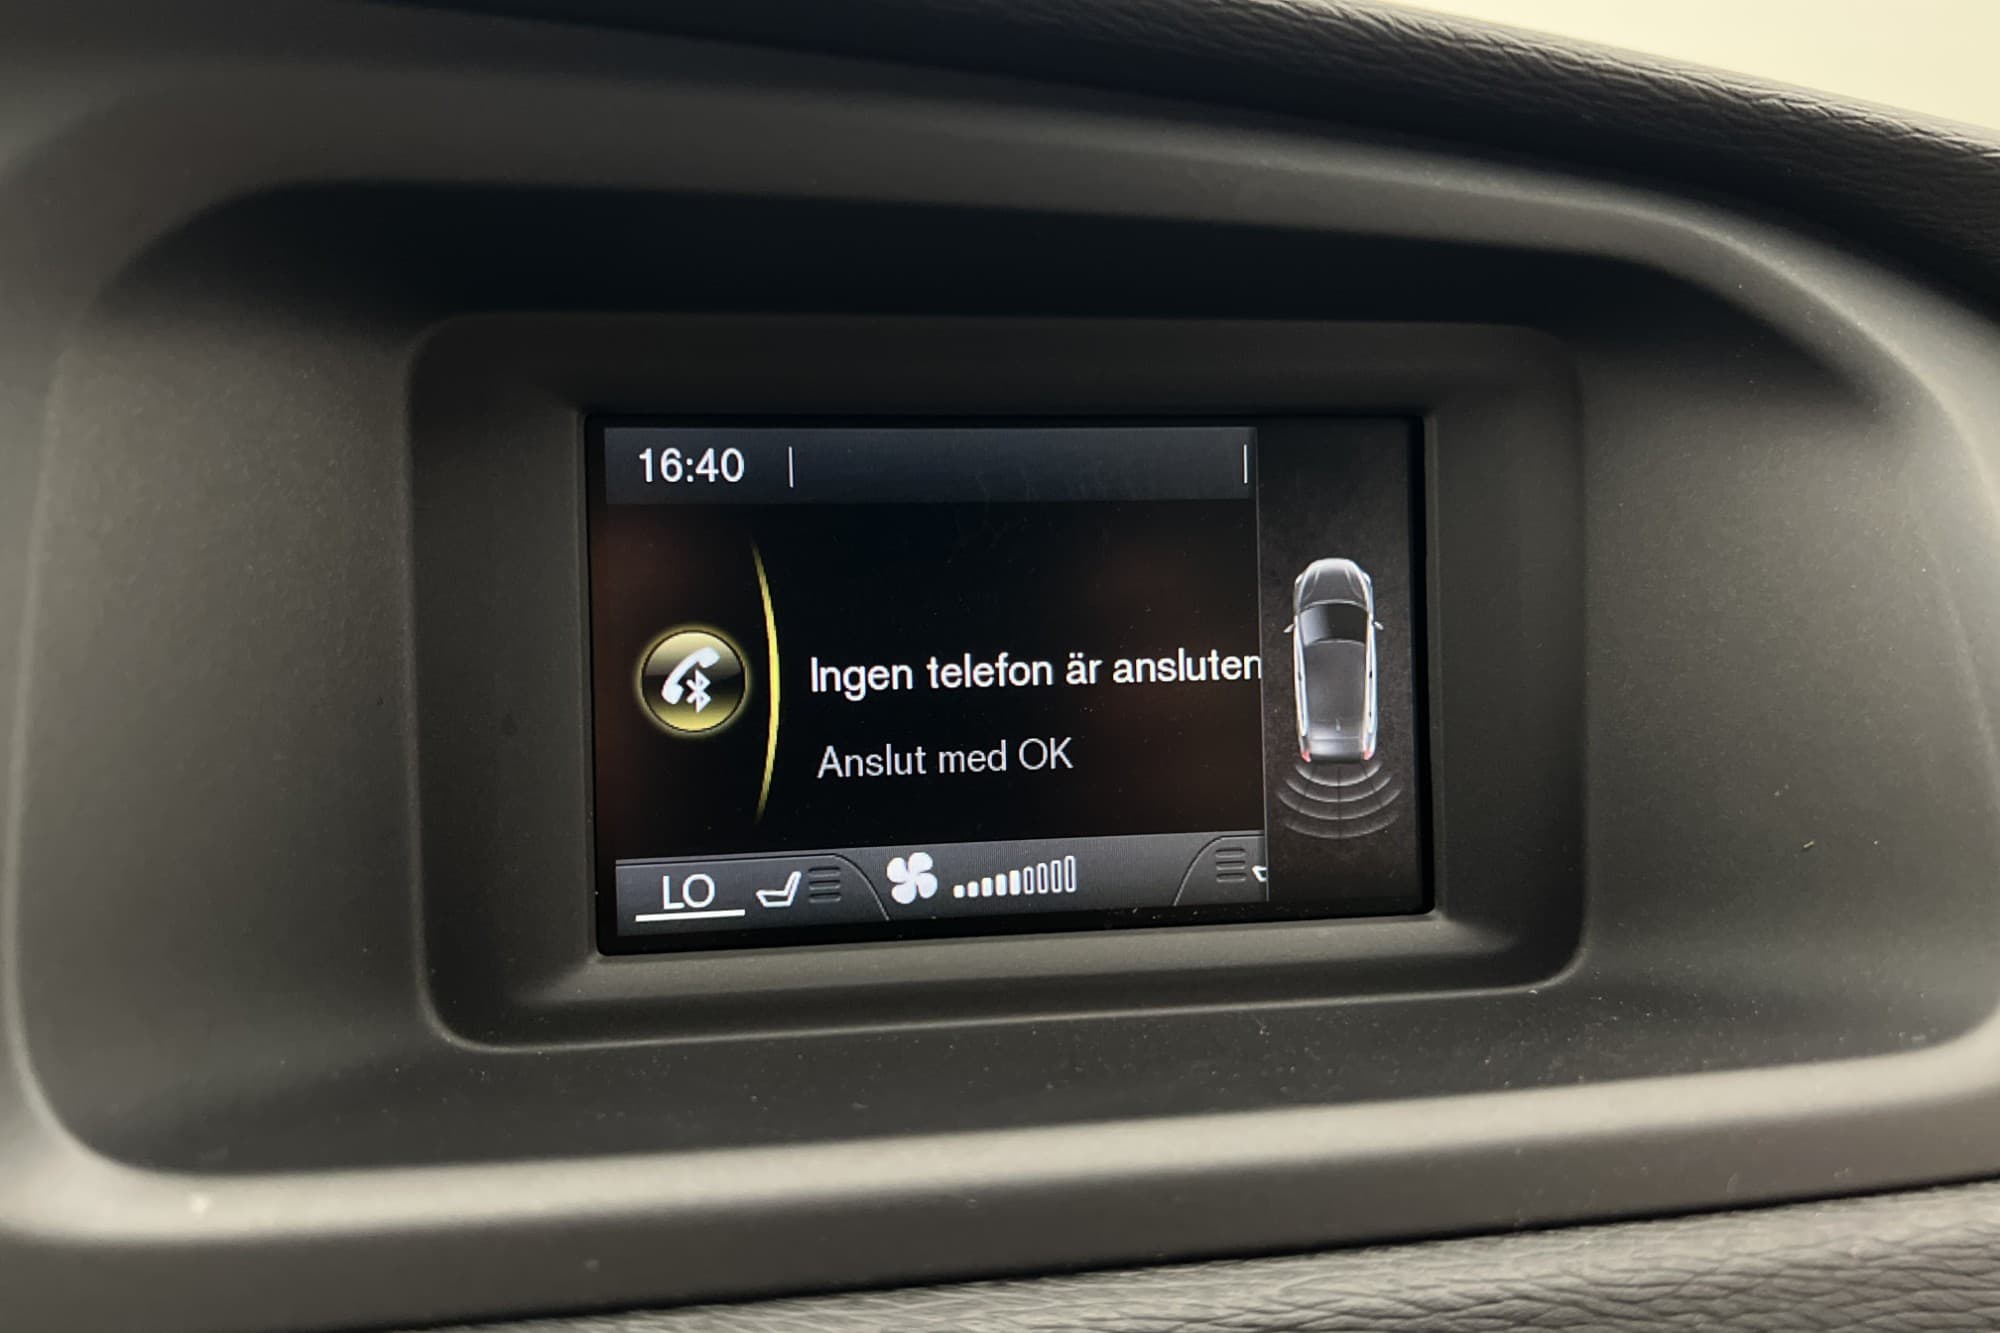 16:40
Ingen telefon är ansluten
Anslut med OK
LO